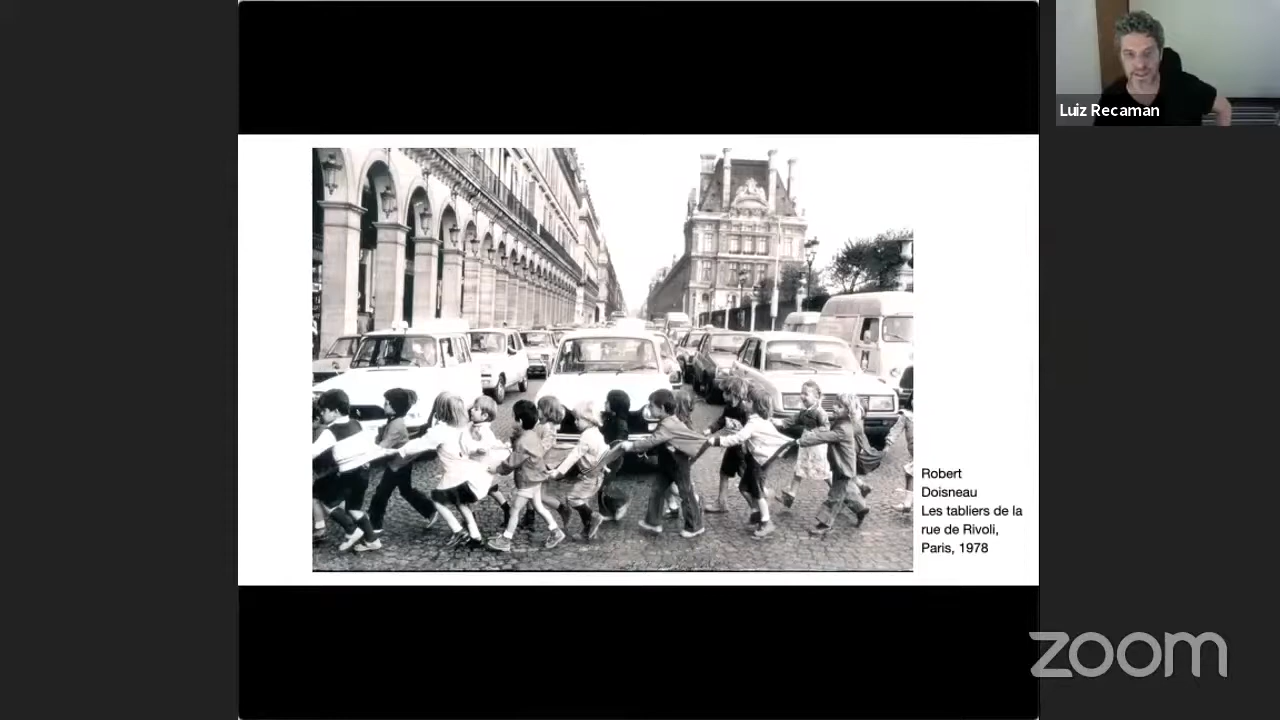 Luiz Recaman
Robert
Doisneau
Les tabliers de la
rue de Rivoli,
Paris, 1978
zoom